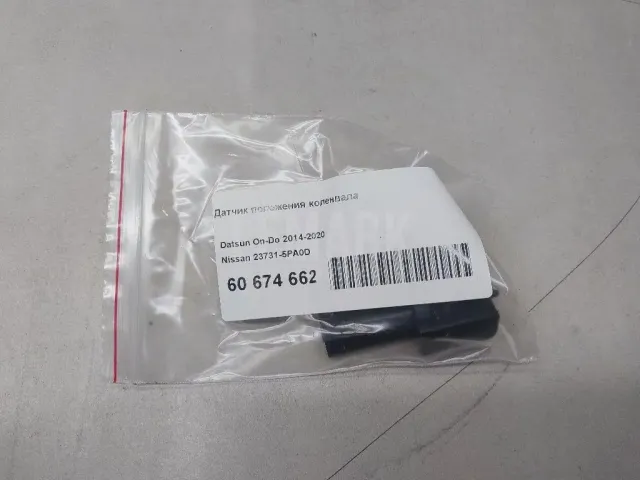 Датчик положения коленвала
Datsun On-Do 2014-2020
Nissan 23731-5PA0D
60 674 662